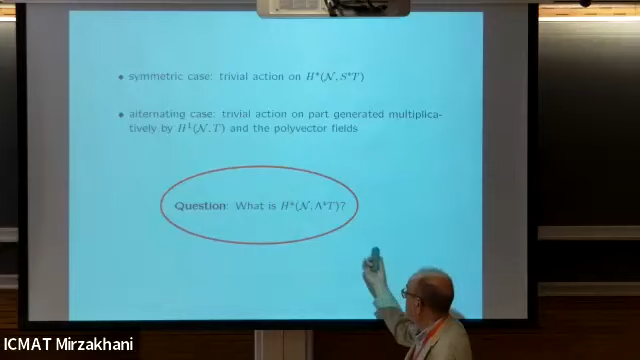 • symmetric case: trivial action on H*(𝒩, S*T)
• alternating case: trivial action on part generated multiplica-
tively by H¹(𝒩, T) and the polyvector fields
Question: What is H*(𝒩, Λ*T)?
ICMAT Mirzakhani